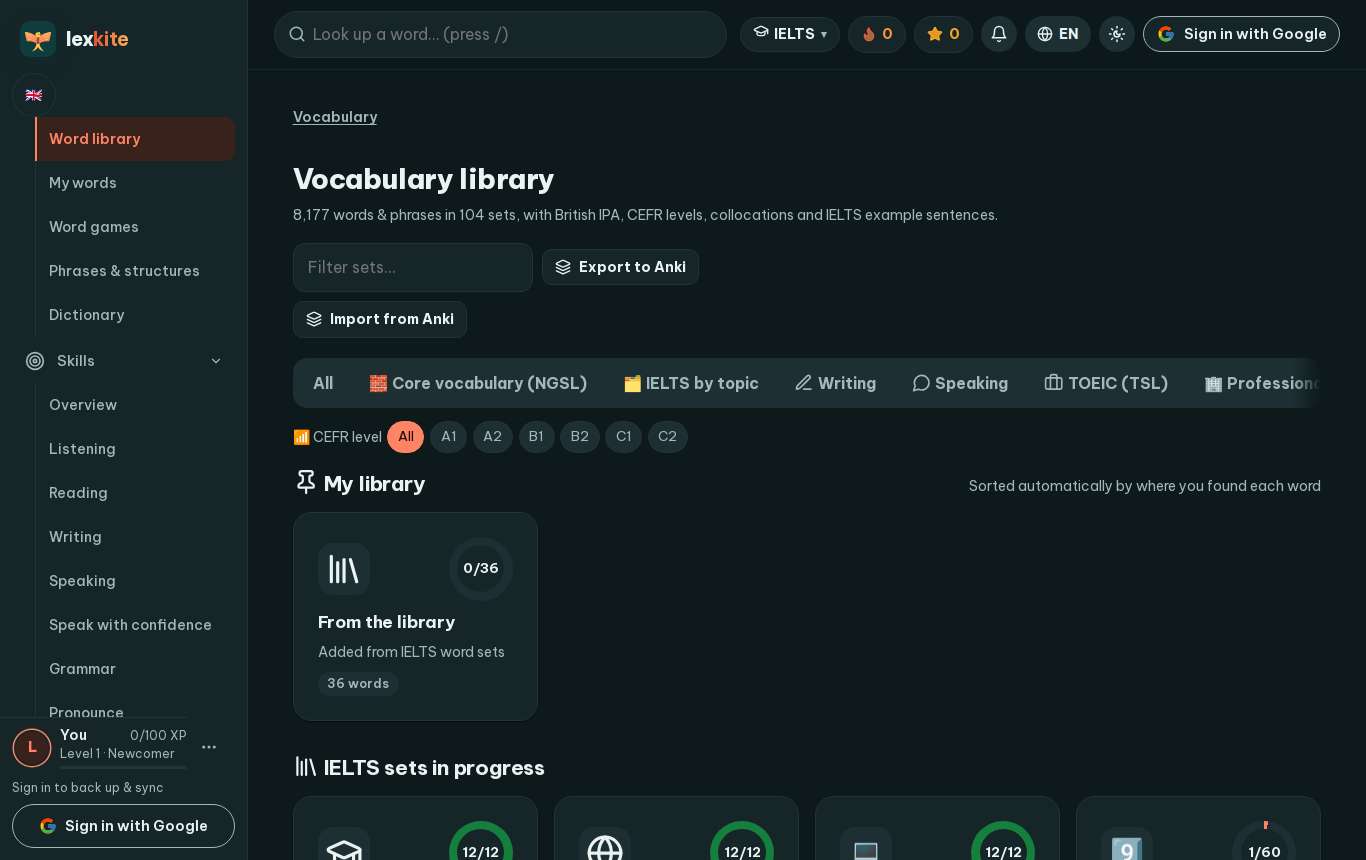 lexkite
Look up a word... (press /)
IELTS ▾
0
0
EN
Sign in with Google
Word library
My words
Word games
Phrases & structures
Dictionary
Skills
Overview
Listening
Reading
Writing
Speaking
Speak with confidence
Grammar
Pronounce
L
You
0/100 XP
Level 1 · Newcomer
Sign in to back up & sync
Sign in with Google
Vocabulary
Vocabulary library
8,177 words & phrases in 104 sets, with British IPA, CEFR levels, collocations and IELTS example sentences.
Filter sets...
Export to Anki
Import from Anki
All
Core vocabulary (NGSL)
IELTS by topic
Writing
Speaking
TOEIC (TSL)
Professiona
CEFR level
All
A1
A2
B1
B2
C1
C2
My library
Sorted automatically by where you found each word
0/36
From the library
Added from IELTS word sets
36 words
IELTS sets in progress
12/12
12/12
12/12
9
1/60